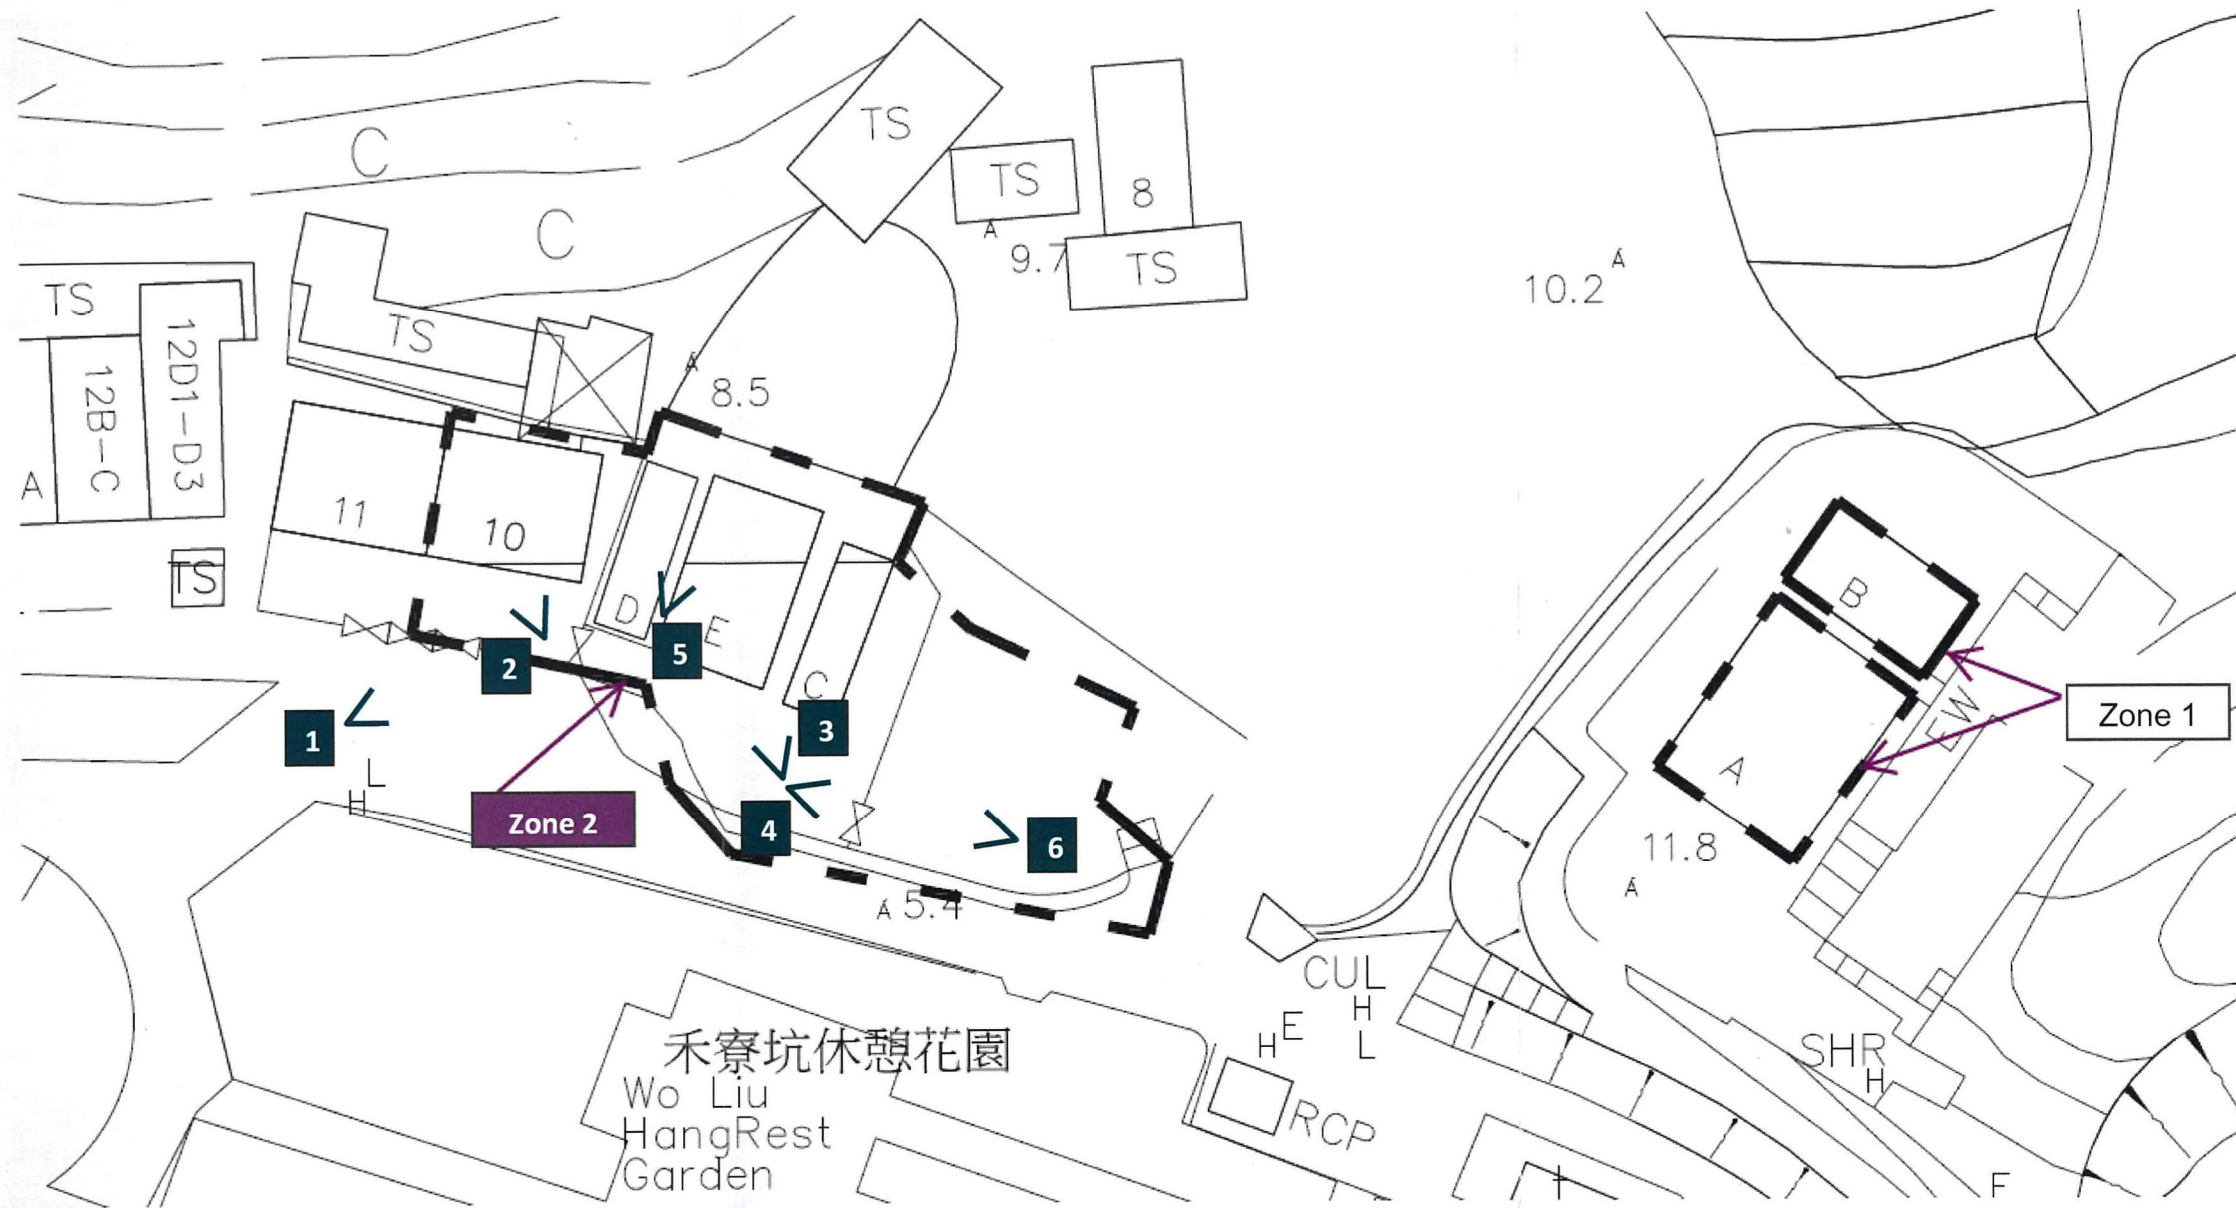 C
C
TS
TS
8
TS
9.7
10.2
TS
12D1-D3
12B-C
A
TS
TS
8.5
11
10
D
E
C
B
A
EW
Zone 1
11.8
1
2
3
4
5
6
Zone 2
L
H
5.4
CUL
H
L
E
H
RCP
SHR
H
禾寮坑休憩花園
Wo Liu
HangRest
Garden